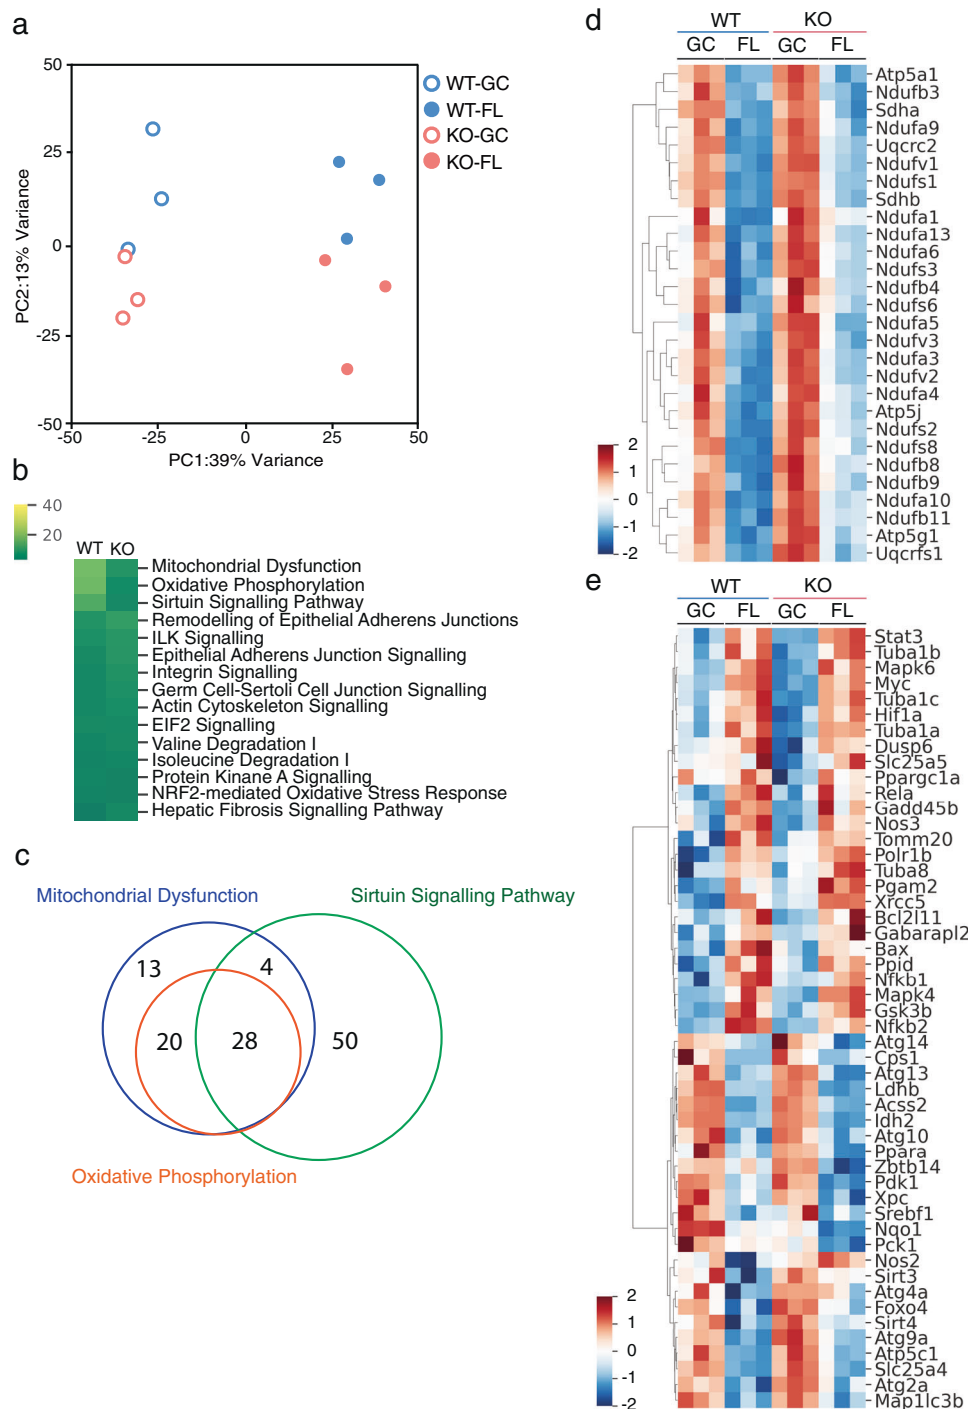 a
50
25
0
-25
-50
-50
-25
0
25
50
PC2:13% Variance
PC1:39% Variance
WT-GC
WT-FL
KO-GC
KO-FL
b
40
20
WT KO
Mitochondrial Dysfunction
Oxidative Phosphorylation
Sirtuin Signalling Pathway
Remodelling of Epithelial Adherens Junctions
ILK Signalling
Epithelial Adherens Junction Signalling
Integrin Signalling
Germ Cell-Sertoli Cell Junction Signalling
Actin Cytoskeleton Signalling
EIF2 Signalling
Valine Degradation I
Isoleucine Degradation I
Protein Kinane A Signalling
NRF2-mediated Oxidative Stress Response
Hepatic Fibrosis Signalling Pathway
c
Mitochondrial Dysfunction
Sirtuin Signalling Pathway
13
4
20
28
50
Oxidative Phosphorylation
d
WT KO
GC FL GC FL
Atp5a1
Ndufb3
Sdha
Ndufa9
Uqcrc2
Ndufv1
Ndufs1
Sdhb
Ndufa1
Ndufa13
Ndufa6
Ndufs3
Ndufb4
Ndufs6
Ndufa5
Ndufv3
Ndufa3
Ndufv2
Ndufa4
Atp5j
Ndufs2
Ndufs8
Ndufb8
Ndufb9
Ndufa10
Ndufb11
Atp5g1
Uqcrfs1
2
1
0
-1
-2
e
WT KO
GC FL GC FL
Stat3
Tuba1b
Mapk6
Myc
Tuba1c
Hif1a
Tuba1a
Dusp6
Slc25a5
Ppargc1a
Rela
Gadd45b
Nos3
Tomm20
Polr1b
Tuba8
Pgam2
Xrcc5
Bcl2l11
Gabarapl2
Bax
Ppid
Nfkb1
Mapk4
Gsk3b
Nfkb2
Atg14
Cps1
Atg13
Ldhb
Acss2
Idh2
Atg10
Ppara
Zbtb14
Pdk1
Xpc
Srebf1
Nqo1
Pck1
Nos2
Sirt3
Atg4a
Foxo4
Sirt4
Atg9a
Atp5c1
Slc25a4
Atg2a
Map1lc3b
2
1
0
-1
-2